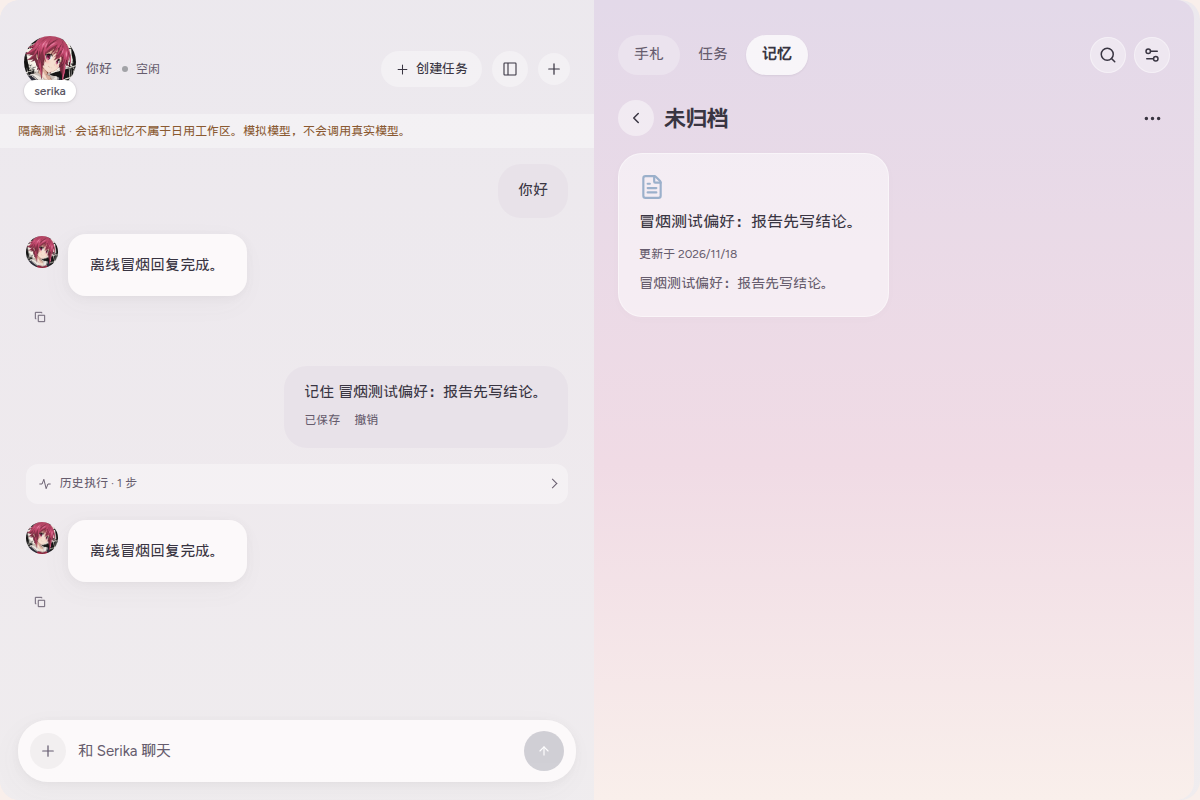 你好
空闲
serika
创建任务
隔离测试 · 会话和记忆不属于日用工作区。模拟模型，不会调用真实模型。
你好
离线冒烟回复完成。
记住 冒烟测试偏好：报告先写结论。
已保存 撤销
历史执行 · 1 步
离线冒烟回复完成。
和 Serika 聊天
手札 任务 记忆
未归档
冒烟测试偏好：报告先写结论。
更新于 2026/11/18
冒烟测试偏好：报告先写结论。